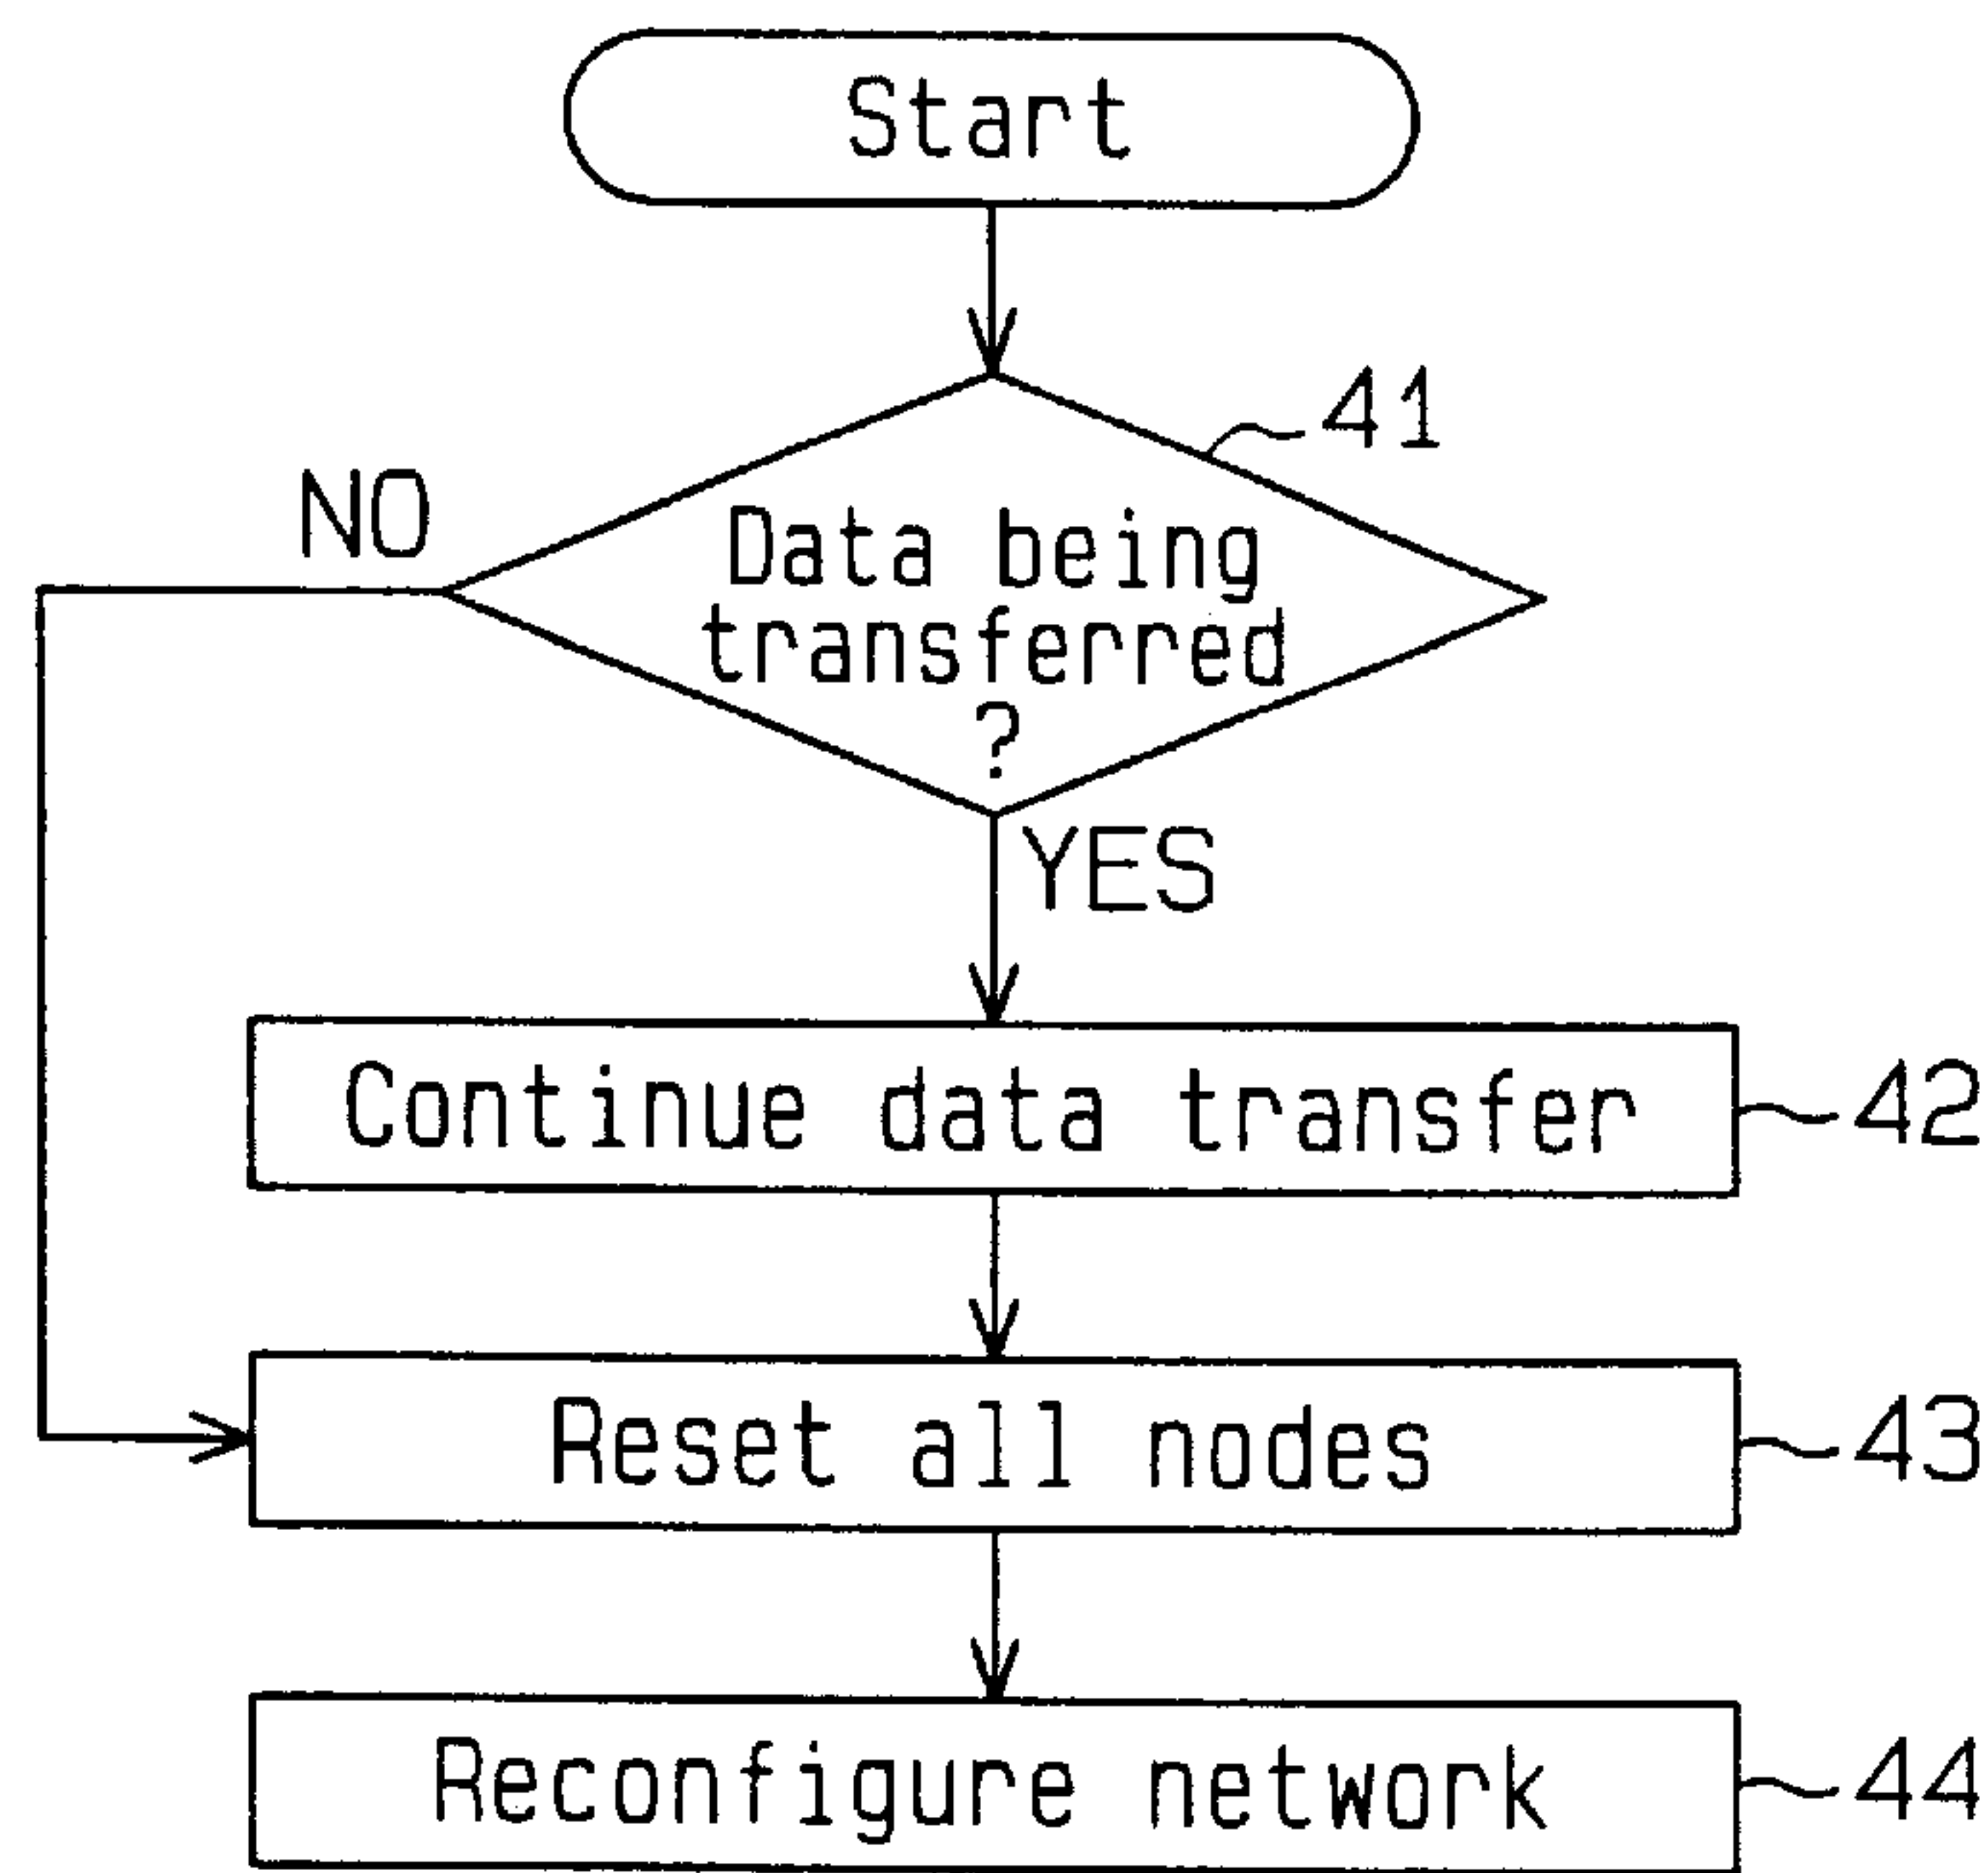 Start
41
NO
Data being
transferred
?
YES
Continue data transfer
42
Reset all nodes
43
Reconfigure network
44